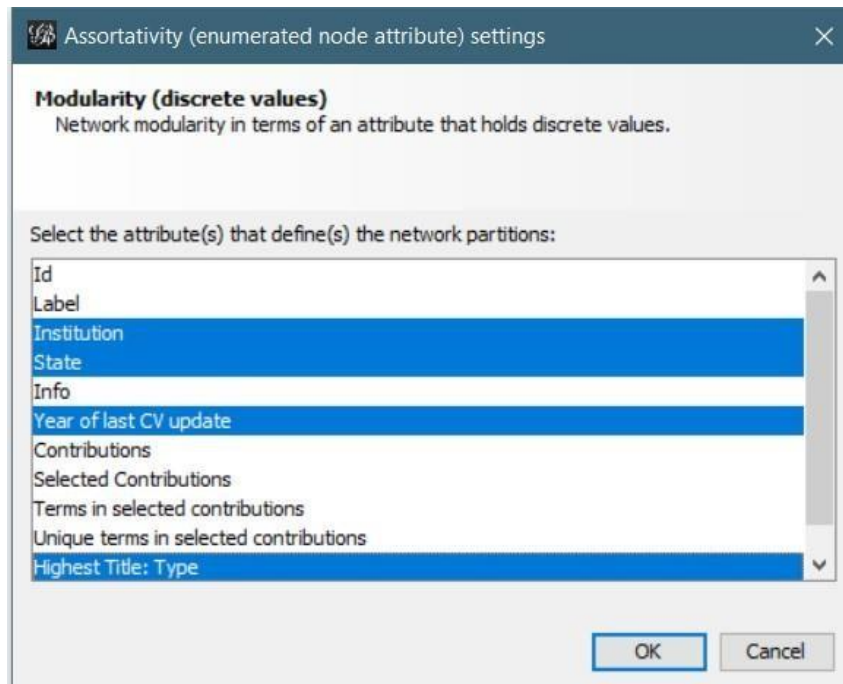 Assortativity (enumerated node attribute) settings
Modularity (discrete values)
Network modularity in terms of an attribute that holds discrete values.
Select the attribute(s) that define(s) the network partitions:
Id
Label
Institution
State
Info
Year of last CV update
Contributions
Selected Contributions
Terms in selected contributions
Unique terms in selected contributions
Highest Title: Type
OK Cancel